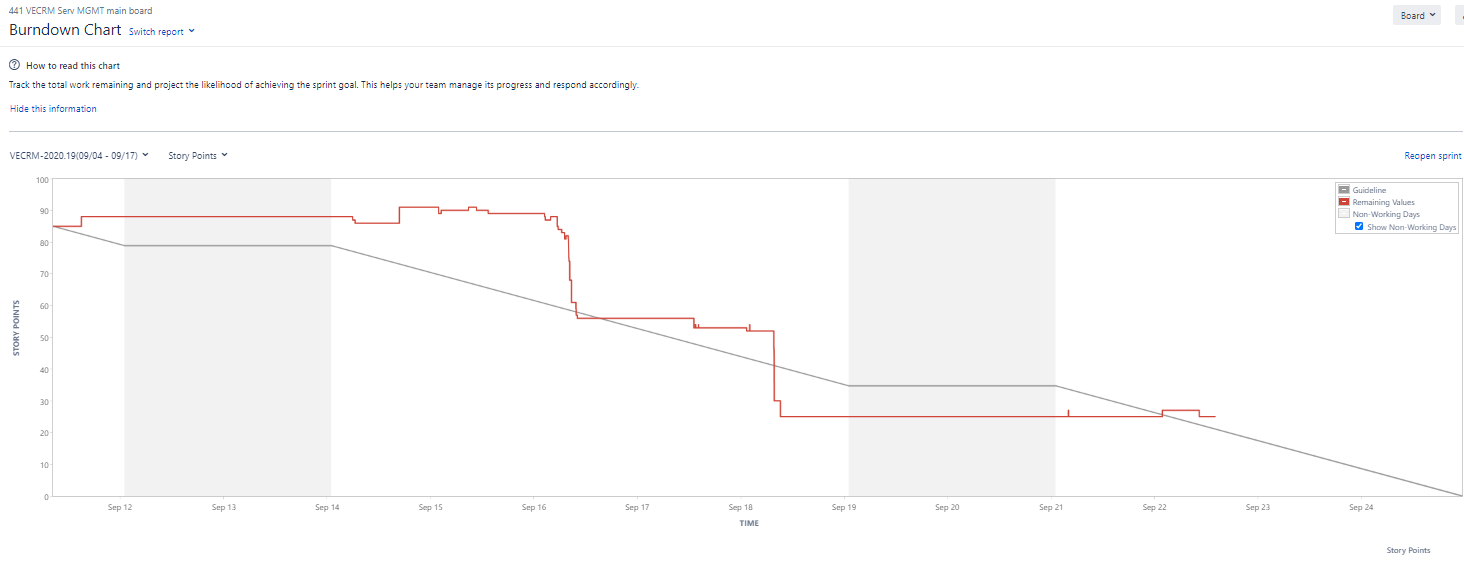 441 VECRM Serv MGMT main board
Burndown Chart Switch report
Board
How to read this chart
Track the total work remaining and project the likelihood of achieving the sprint goal. This helps your team manage its progress and respond accordingly.
Hide this information
VECRM-2020.19(09/04 - 09/17) Story Points
Reopen sprint
100
90
80
70
60
50
40
30
20
10
0
STORY POINTS
Guideline
Remaining Values
Non-Working Days
Show Non-Working Days
Sep 12 Sep 13 Sep 14 Sep 15 Sep 16 Sep 17 Sep 18 Sep 19 Sep 20 Sep 21 Sep 22 Sep 23 Sep 24
TIME
Story Points